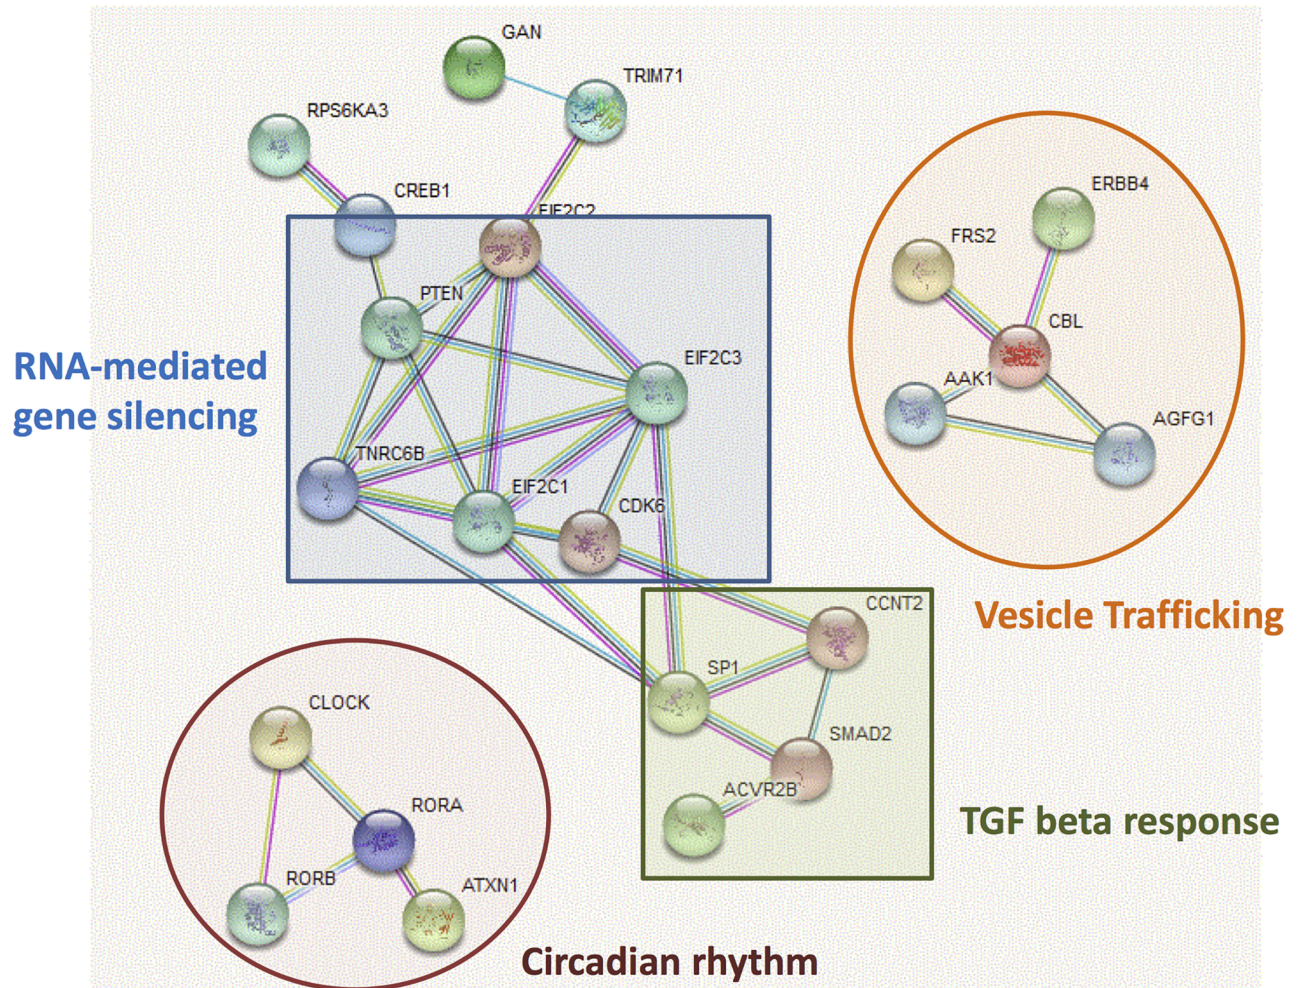 GAN
TRIM71
RPS6KA3
CREB1
EIF2C2
ERBB4
FRS2
PTEN
CBL
RNA-mediated
gene silencing
EIF2C3
AAK1
AGFG1
TNRC6B
EIF2C1
CDK6
CCNT2
Vesicle Trafficking
SP1
CLOCK
SMAD2
ACVR2B
RORA
TGF beta response
RORB
ATXN1
Circadian rhythm